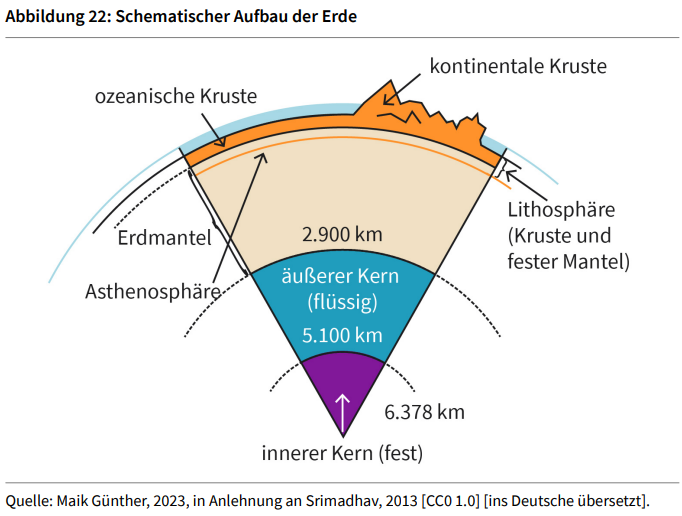 Abbildung 22: Schematischer Aufbau der Erde
kontinentale Kruste
ozeanische Kruste
Lithosphäre
(Kruste und
fester Mantel)
Erdmantel
2.900 km
Asthenosphäre
äußerer Kern
(flüssig)
5.100 km
6.378 km
innerer Kern (fest)
Quelle: Maik Günther, 2023, in Anlehnung an Srimadhav, 2013 [CC0 1.0] [ins Deutsche übersetzt].